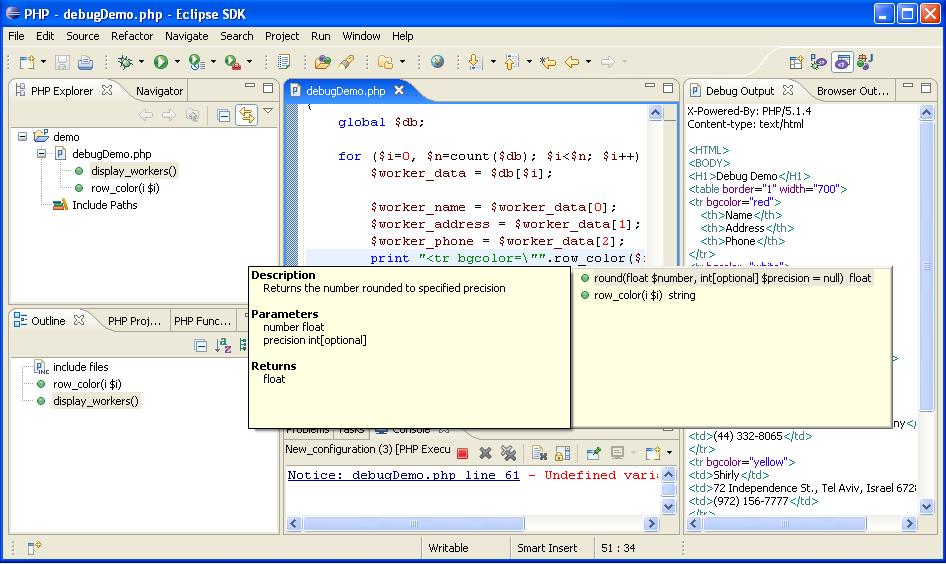 PHP - debugDemo.php - Eclipse SDK
File Edit Source Refactor Navigate Search Project Run Window Help
PHP Explorer
Navigator
demo
debugDemo.php
display_workers()
row_color(i $i)
Include Paths
debugDemo.php
{
global $db;
for ($i=0, $n=count($db); $i<$n; $i++)
$worker_data = $db[$i];
$worker_name = $worker_data[0];
$worker_address = $worker_data[1];
$worker_phone = $worker_data[2];
print "<tr bgcolor=\"".row_color($i
Debug Output
Browser Out...
X-Powered-By: PHP/5.1.4
Content-type: text/html
<HTML>
<BODY>
<H1>Debug Demo</H1>
<table border="1" width="700">
<tr bgcolor="red">
<th>Name</th>
<th>Address</th>
<th>Phone</th>
</tr>
<tr bgcolor="white">
Description
Returns the number rounded to specified precision
Parameters
number float
precision int[optional]
Returns
float
round(float $number, int[optional] $precision = null) float
row_color(i $i) string
Outline
PHP Proj...
PHP Func...
include files
row_color(i $i)
display_workers()
Problems Tasks Console
New_configuration (3) [PHP Execu
Notice: debugDemo.php line 61 - Undefined varia
ny</
<td>(44) 332-8065</td>
</tr>
<tr bgcolor="yellow">
<td>Shirly</td>
<td>72 Independence St., Tel Aviv, Israel 6728
<td>(972) 156-7777</td>
</tr>
Writable
Smart Insert
51 : 34